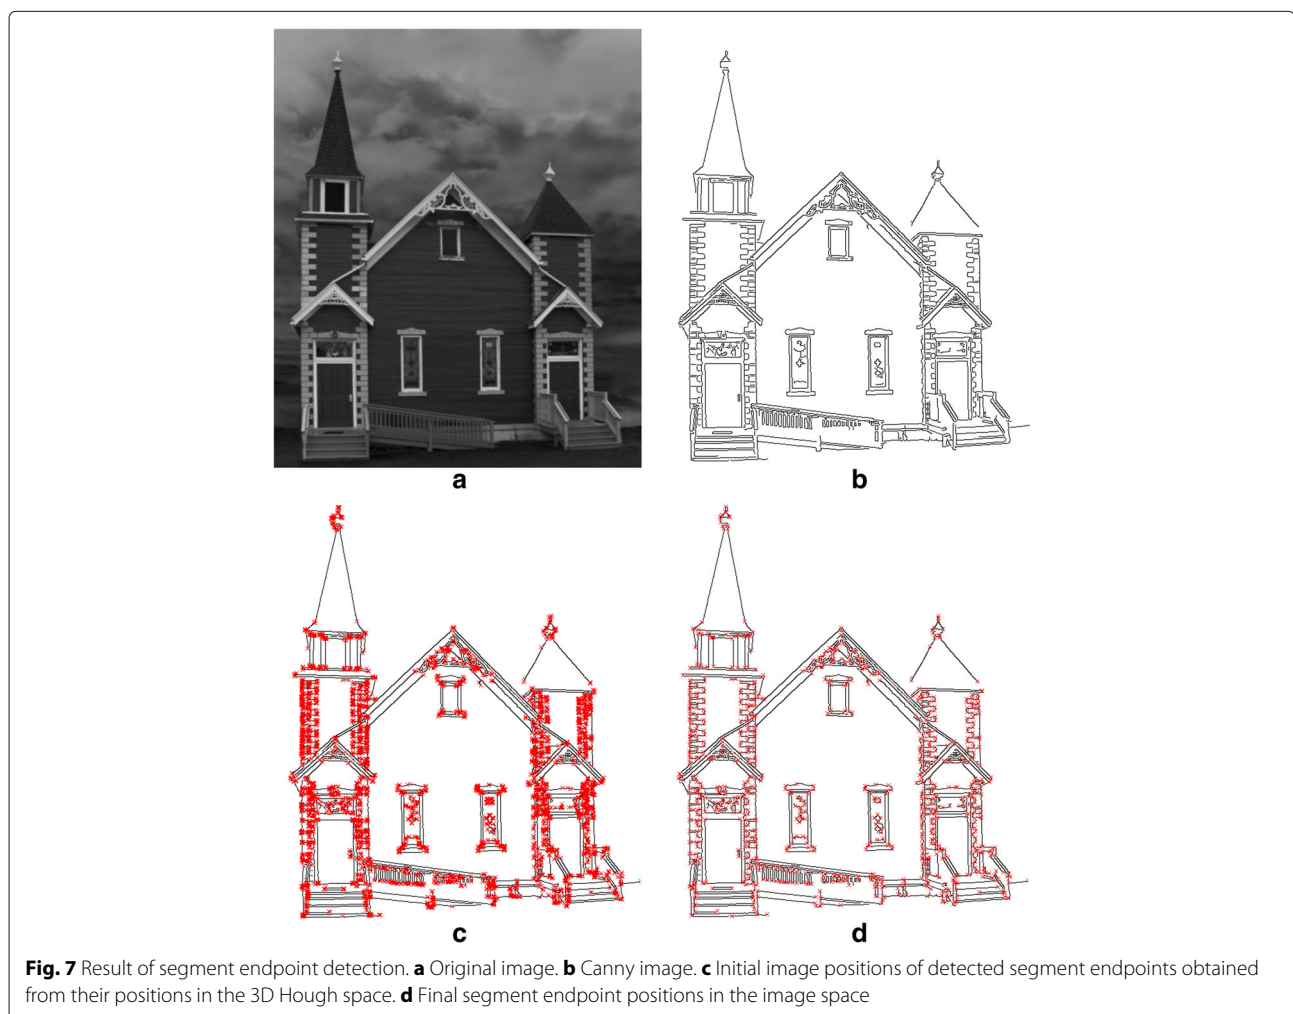 a
b
c
d
Fig. 7 Result of segment endpoint detection. a Original image. b Canny image. c Initial image positions of detected segment endpoints obtained
from their positions in the 3D Hough space. d Final segment endpoint positions in the image space